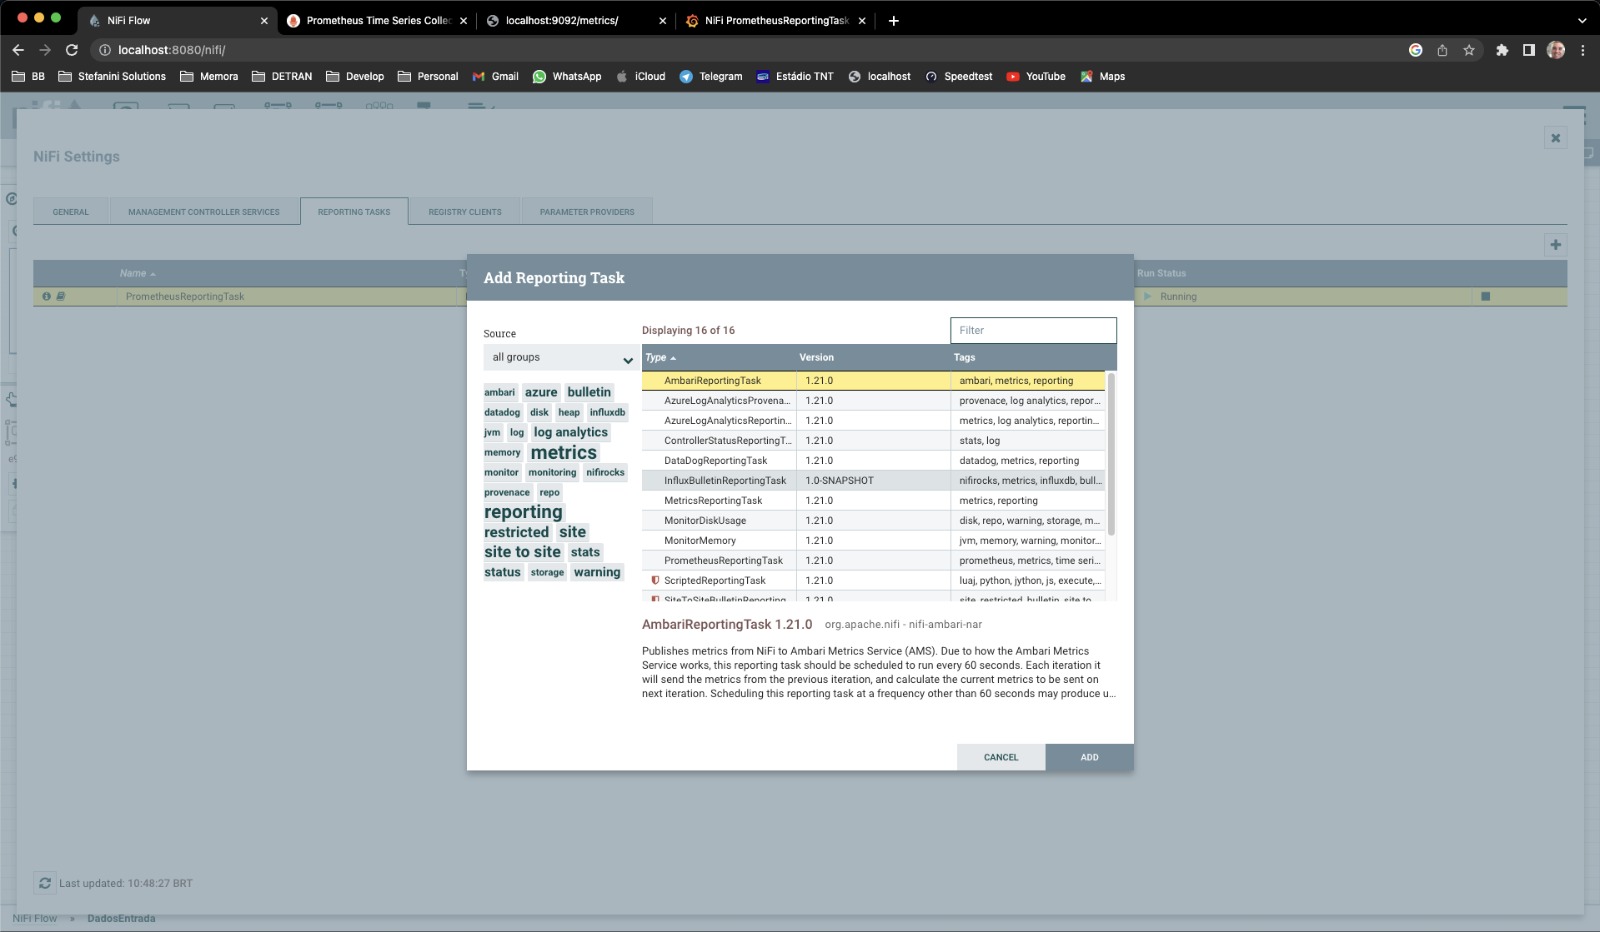 NiFi Flow
Prometheus Time Series Collec
localhost:9092/metrics/
NiFi PrometheusReportingTask
localhost:8080/nifi/
BB
Stefanini Solutions
Memora
DETRAN
Develop
Personal
Gmail
WhatsApp
iCloud
Telegram
Estádio TNT
localhost
Speedtest
YouTube
Maps
NiFi Settings
GENERAL
MANAGEMENT CONTROLLER SERVICES
REPORTING TASKS
REGISTRY CLIENTS
PARAMETER PROVIDERS
Name
Run Status
PrometheusReportingTask
Running
Add Reporting Task
Source
Displaying 16 of 16
Filter
all groups
Type Version Tags
ambari azure bulletin
datadog disk heap influxdb
jvm log log analytics
memory metrics
monitor monitoring nifirocks
provenace repo
reporting
restricted site
site to site stats
status storage warning
AmbariReportingTask 1.21.0 ambari, metrics, reporting
AzureLogAnalyticsProvena... 1.21.0 provenace, log analytics, repor...
AzureLogAnalyticsReportin... 1.21.0 metrics, log analytics, reportin...
ControllerStatusReportingT... 1.21.0 stats, log
DataDogReportingTask 1.21.0 datadog, metrics, reporting
InfluxBulletinReportingTask 1.0-SNAPSHOT nifirocks, metrics, influxdb, bull...
MetricsReportingTask 1.21.0 metrics, reporting
MonitorDiskUsage 1.21.0 disk, repo, warning, storage, m...
MonitorMemory 1.21.0 jvm, memory, warning, monitor...
PrometheusReportingTask 1.21.0 prometheus, metrics, time seri...
ScriptedReportingTask 1.21.0 luaj, python, jython, js, execute,...
SiteToSiteBulletinReporting 1.21.0 site, restricted, bulletin, site to
AmbariReportingTask 1.21.0 org.apache.nifi - nifi-ambari-nar
Publishes metrics from NiFi to Ambari Metrics Service (AMS). Due to how the Ambari Metrics
Service works, this reporting task should be scheduled to run every 60 seconds. Each iteration it
will send the metrics from the previous iteration, and calculate the current metrics to be sent on
next iteration. Scheduling this reporting task at a frequency other than 60 seconds may produce u...
CANCEL
ADD
Last updated: 10:48:27 BRT
NiFi Flow » DadosEntrada